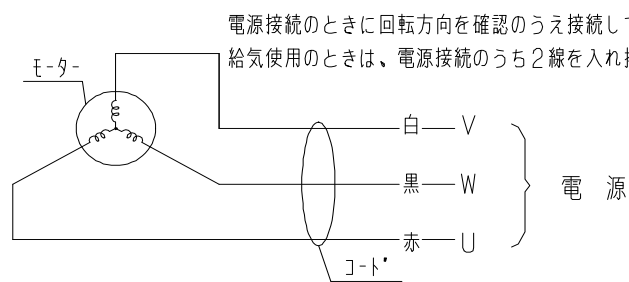 電源接続のときに回転方向を確認のうえ接続して
給気使用のときは、電源接続のうち2線を入れ
モーター
白 V
黒 W
電源
赤 U
コード